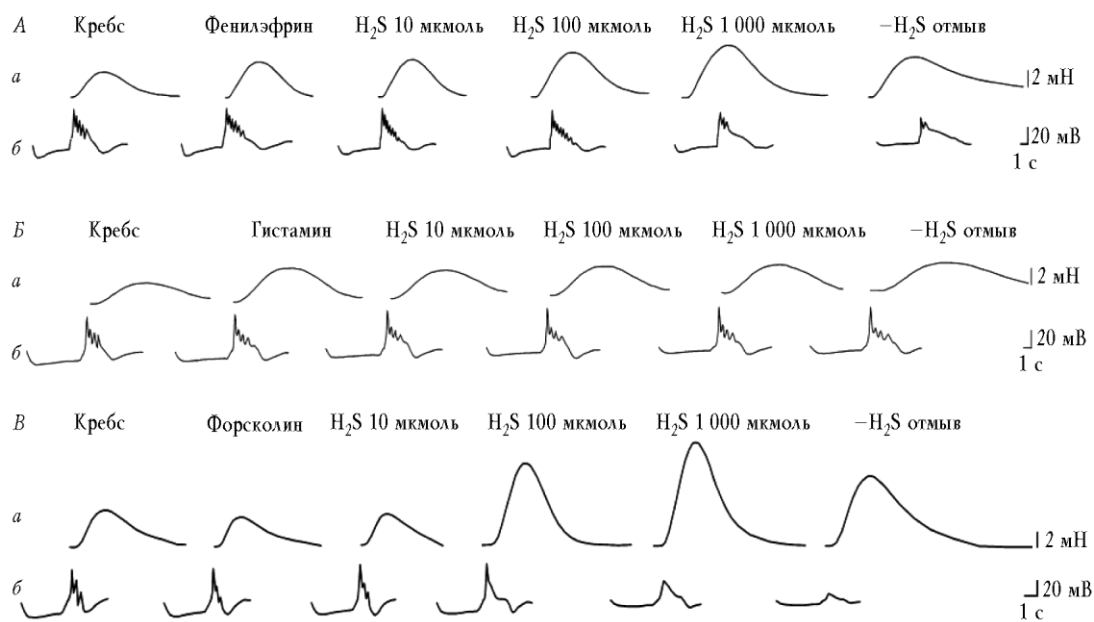 А Кребс Фенилэфрин H₂S 10 мкмоль H₂S 100 мкмоль H₂S 1 000 мкмоль −H₂S отмыв
а 2 мН
б 20 мВ
1 с
Б Кребс Гистамин H₂S 10 мкмоль H₂S 100 мкмоль H₂S 1 000 мкмоль −H₂S отмыв
а 2 мН
б 20 мВ
1 с
В Кребс Форсколин H₂S 10 мкмоль H₂S 100 мкмоль H₂S 1 000 мкмоль −H₂S отмыв
а 2 мН
б 20 мВ
1 с